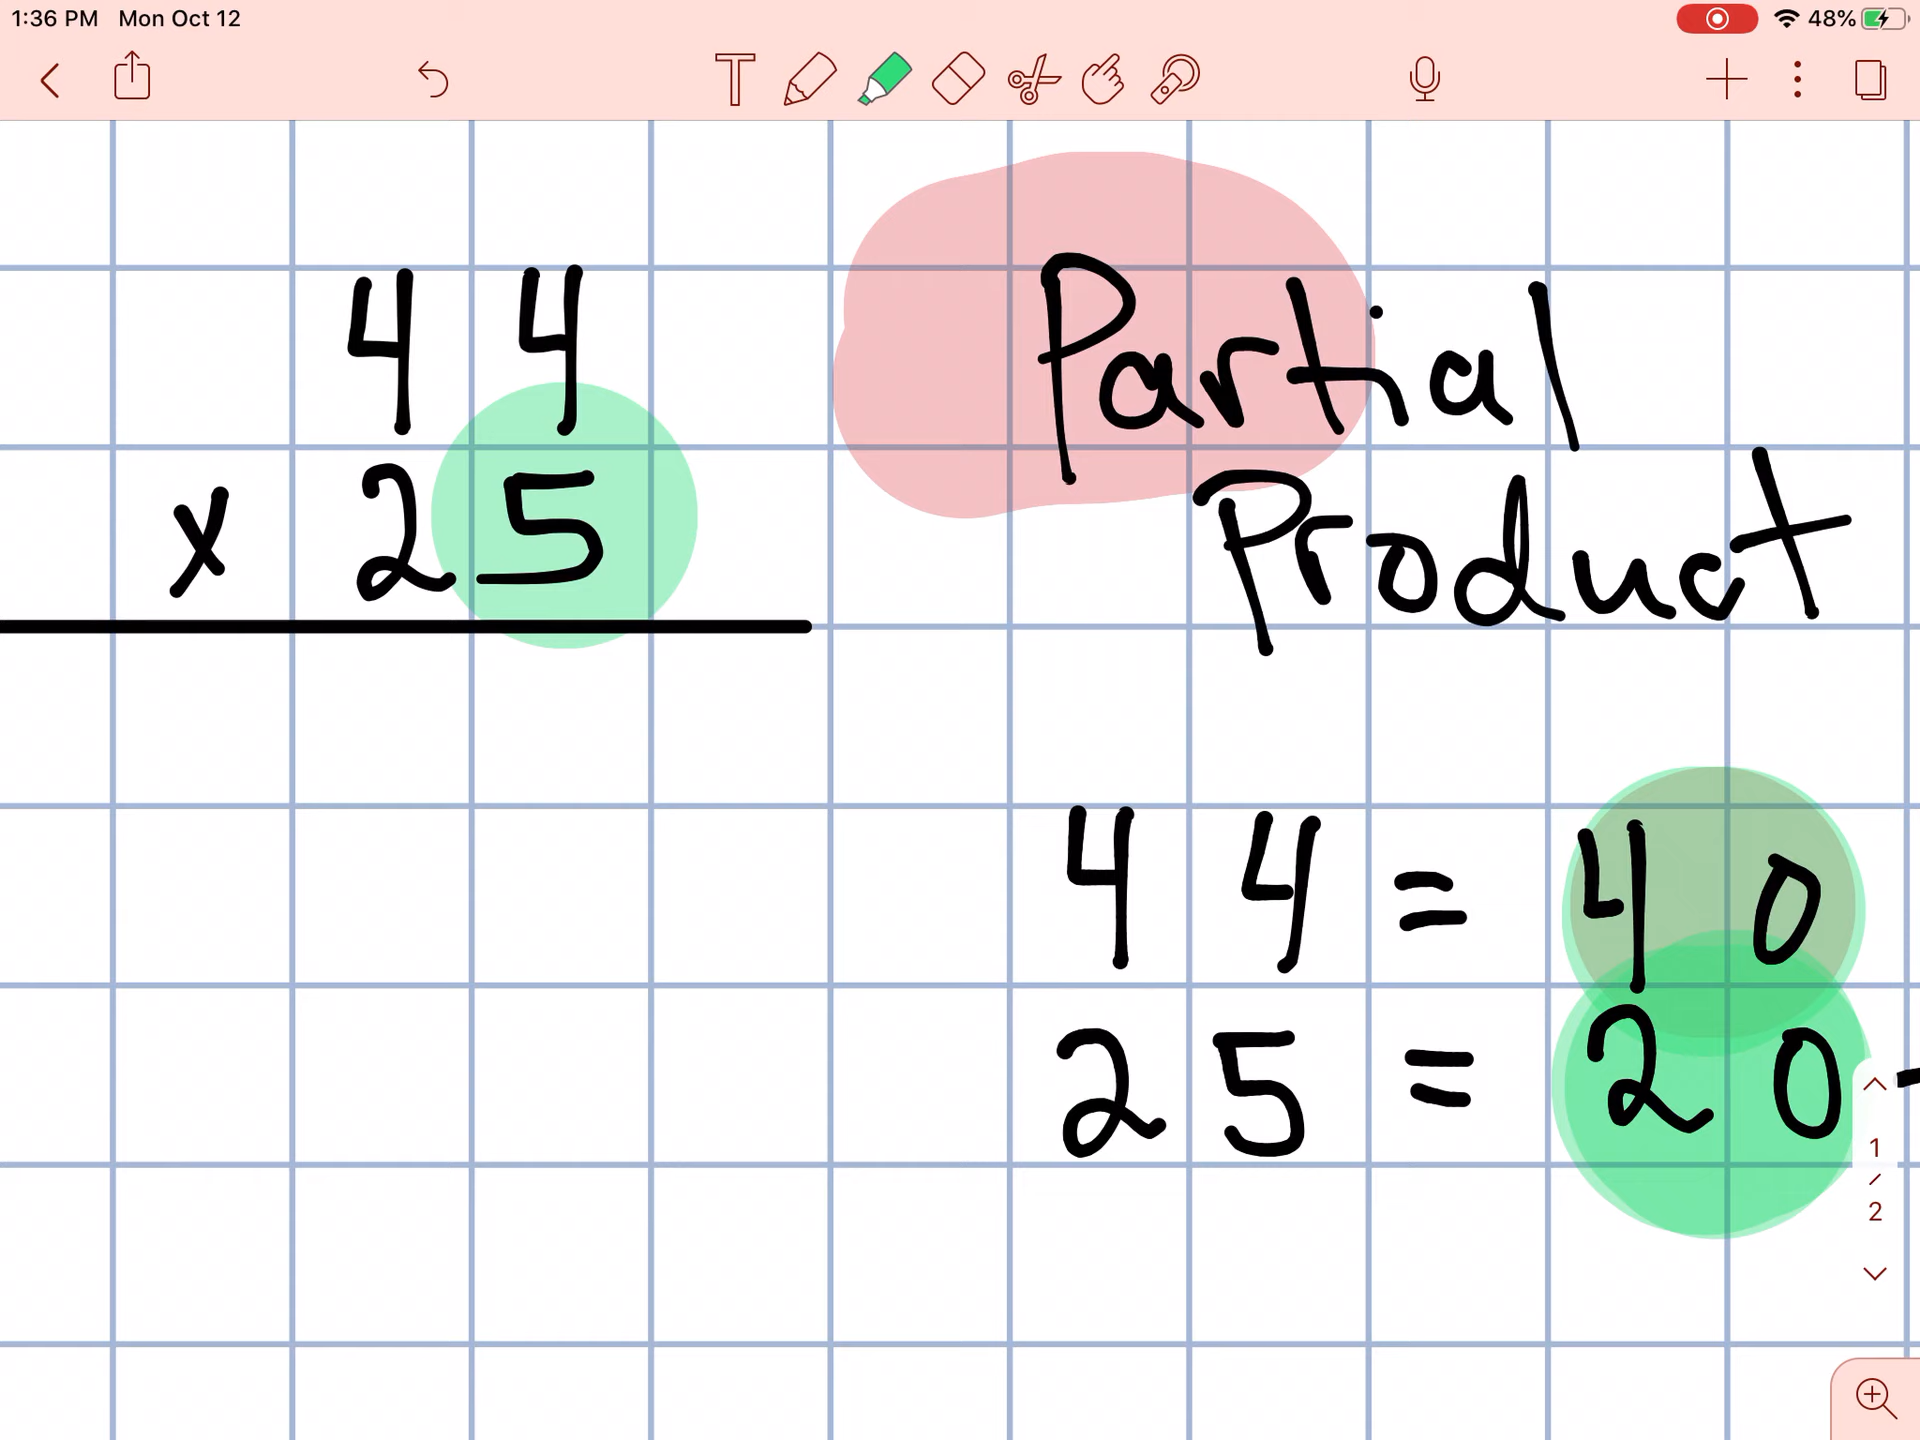 1:36 PM Mon Oct 12
48%
T
44
x 25
Partial
Product
44 = 40
25 = 20 -
1
/
2